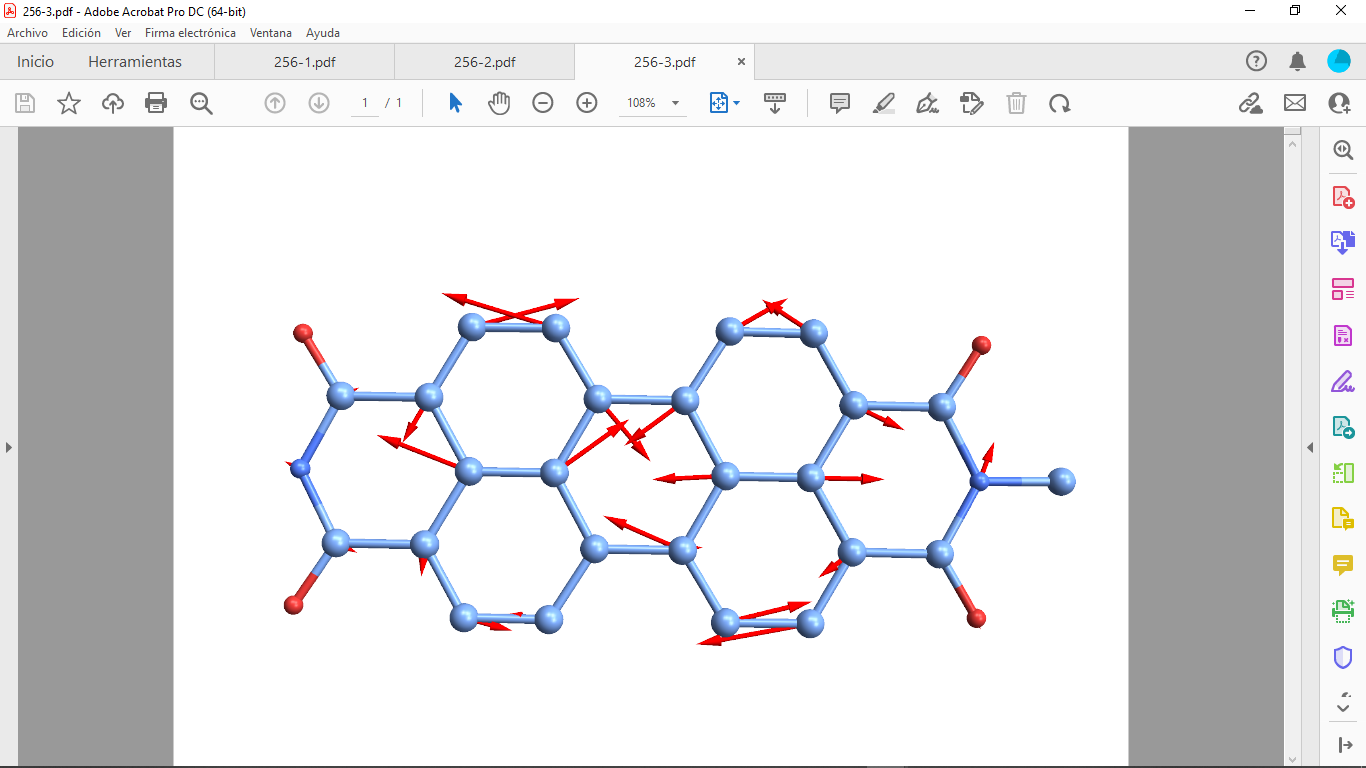 256-3.pdf - Adobe Acrobat Pro DC (64-bit)
Archivo Edición Ver Firma electrónica Ventana Ayuda
Inicio Herramientas 256-1.pdf 256-2.pdf 256-3.pdf
1 / 1 108%